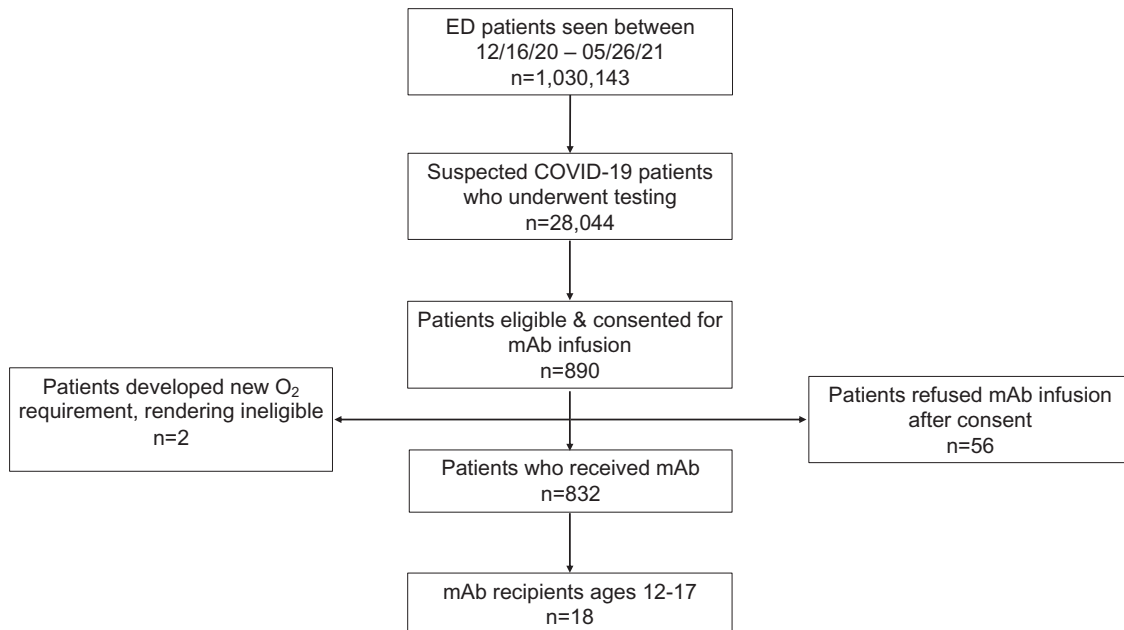 ED patients seen between
12/16/20 – 05/26/21
n=1,030,143
Suspected COVID-19 patients
who underwent testing
n=28,044
Patients eligible & consented for
mAb infusion
n=890
Patients developed new O₂
requirement, rendering ineligible
n=2
Patients refused mAb infusion
after consent
n=56
Patients who received mAb
n=832
mAb recipients ages 12-17
n=18